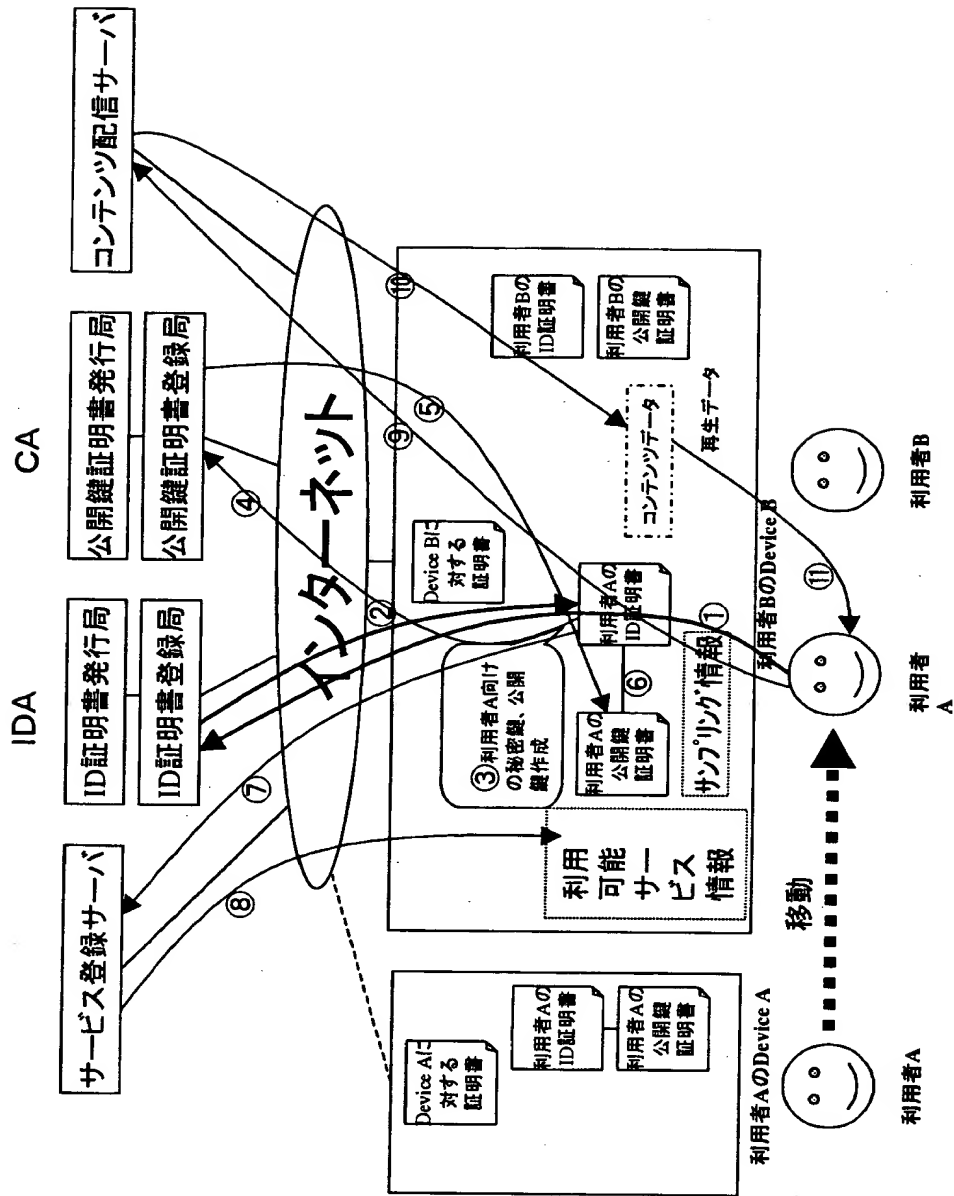 IDA
CA
サービス登録サーバ
ID証明書発行局
ID証明書登録局
公開鍵証明書発行局
公開鍵証明書登録局
コンテンツ配信サーバ
インターネット
⑦
⑧
②
④
⑤
⑨
⑩
Device Aに
対する
証明書
利用者Aの
ID証明書
利用者Aの
公開鍵
証明書
利用者AのDevice A
③利用者A向け
の秘密鍵、公開
鍵作成
Device Bに
対する
証明書
利用者Bの
ID証明書
利用者Bの
公開鍵
証明書
利用者Aの
ID証明書
利用者Aの
公開鍵
証明書
⑥
利用
可能
サー
ビス
情報
サンプリング情報
コンテンツデータ
再生データ
利用者BのDevice B
①
⑪
移動
利用者A
利用者
A
利用者B